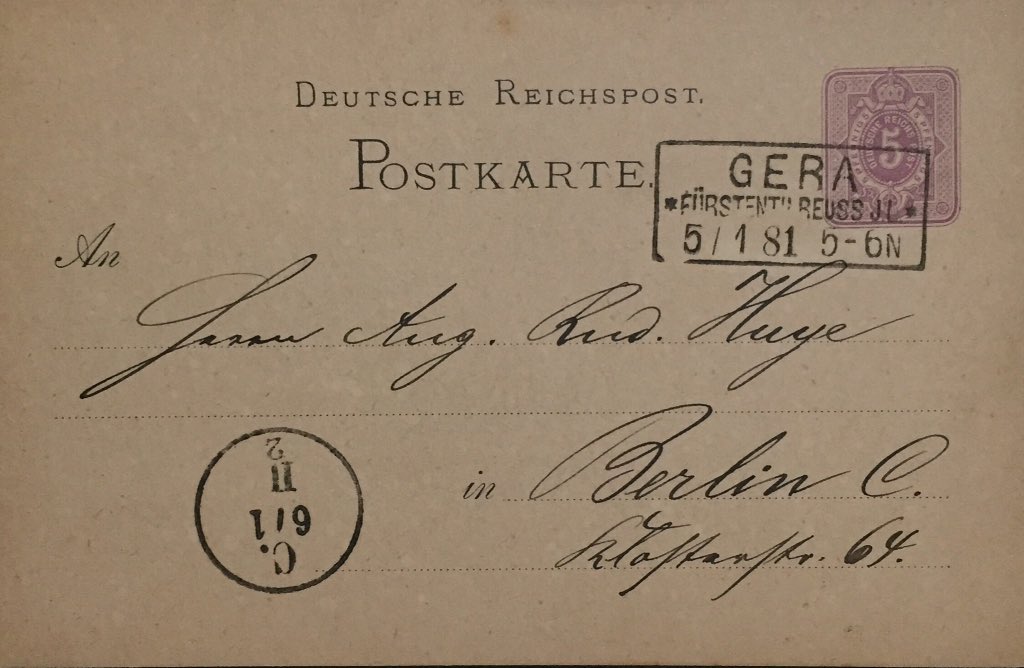 DEUTSCHE REICHSPOST.
POSTKARTE.
5
GERA
*FÜRSTENTH REUSS J.L.*
5/1 81 5-6N
An
Herrn Aug. Rud. Huye
in Berlin C.
Klosterstr. 64.
C.
6/1
II
2